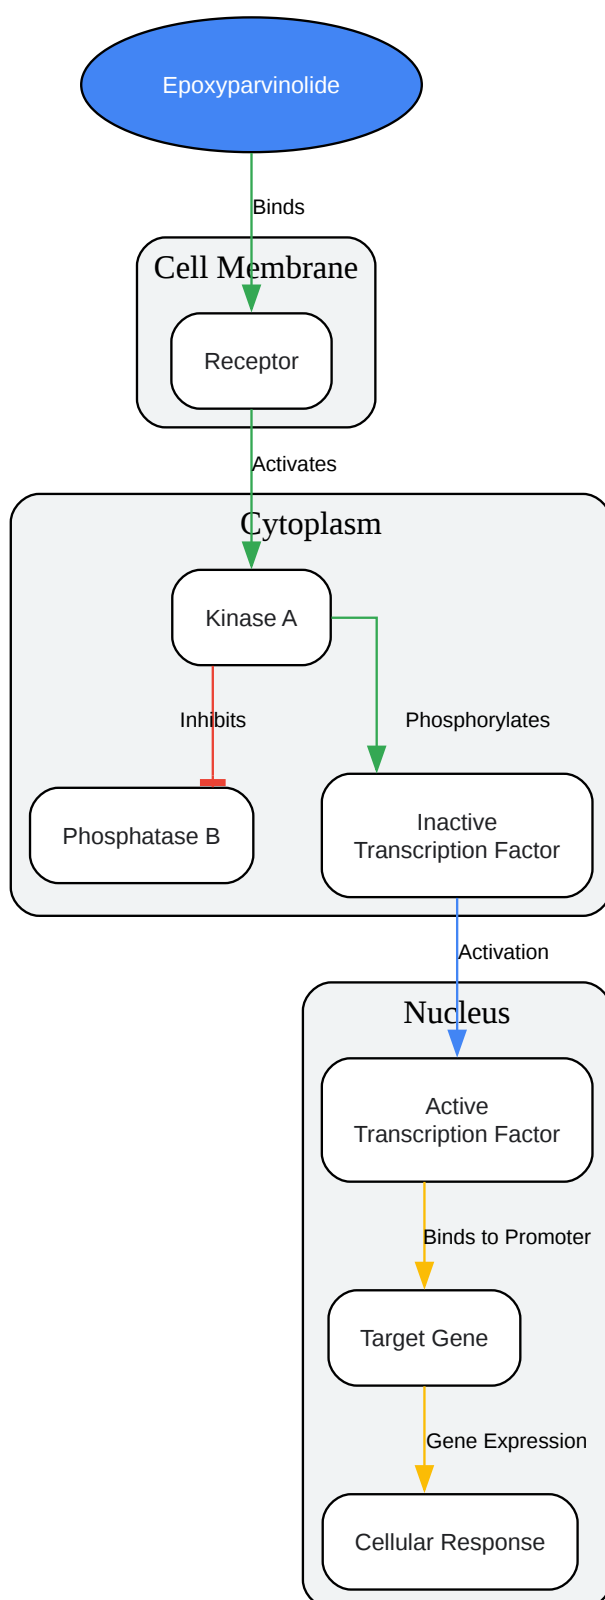 Epoxyparvinolide
Binds
Cell Membrane
Receptor
Activates
Cytoplasm
Kinase A
Inhibits
Phosphorylates
Phosphatase B
Inactive
Transcription Factor
Activation
Nucleus
Active
Transcription Factor
Binds to Promoter
Target Gene
Gene Expression
Cellular Response